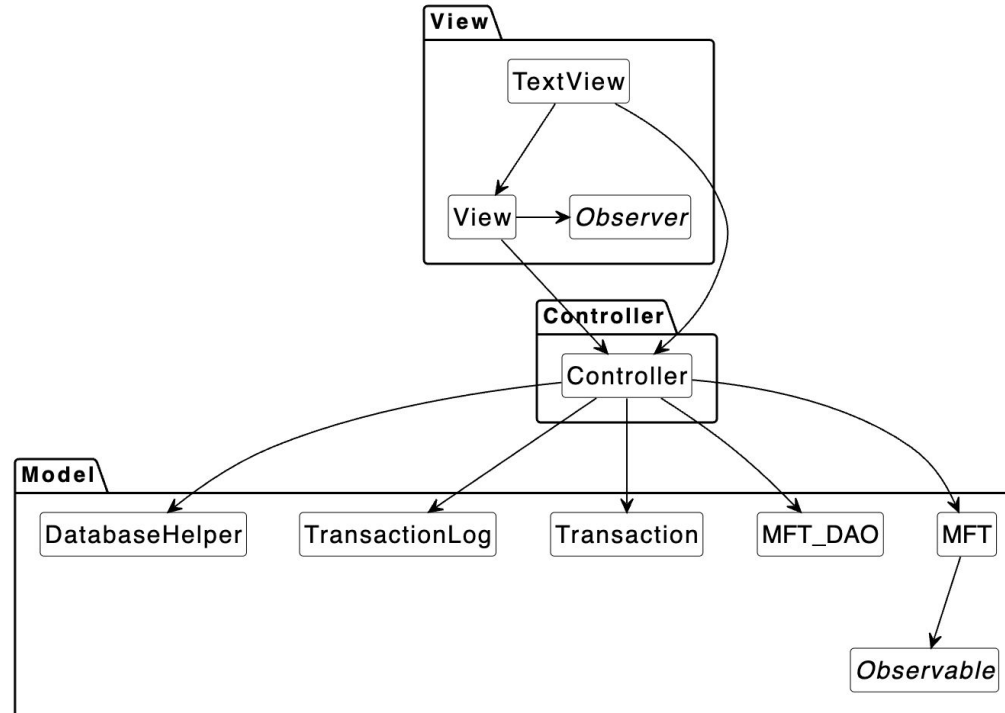 View
TextView
View
Observer
Controller
Controller
Model
DatabaseHelper
TransactionLog
Transaction
MFT_DAO
MFT
Observable